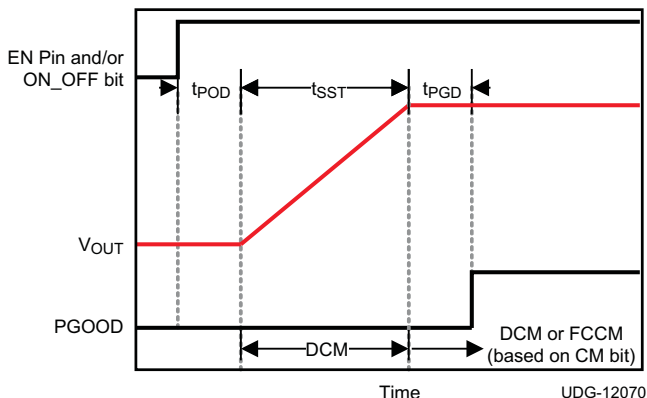 EN Pin and/or
ON_OFF bit
tPOD
tSST
tPGD
VOUT
PGOOD
DCM
DCM or FCCM
(based on CM bit)
Time
UDG-12070